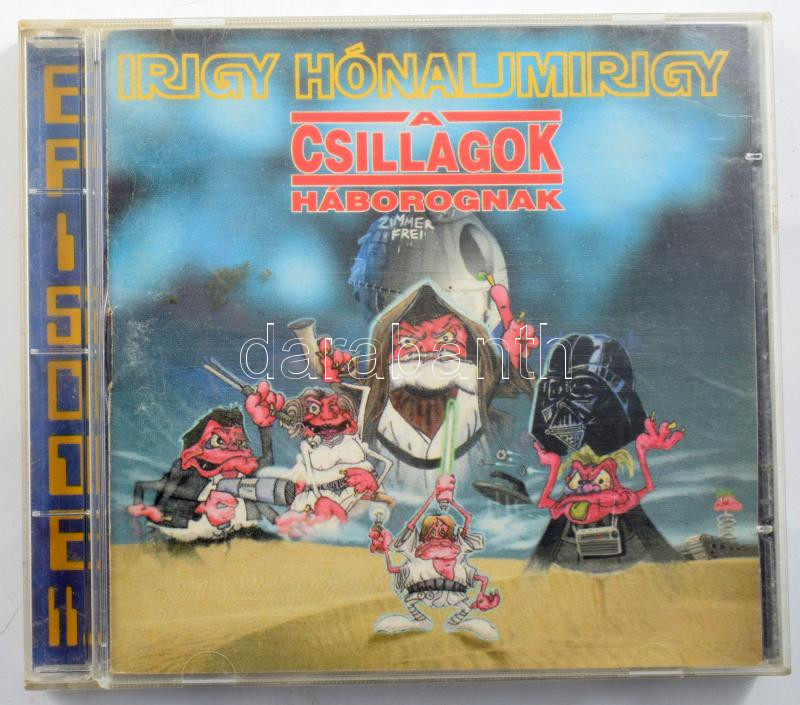 IRIGY HÓNALJMIRIGY
A
CSILLAGOK
HÁBOROGNAK
ZIMMER
FREI
darabanth
EPISODE II.